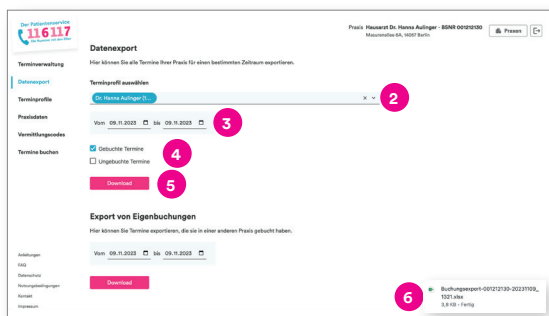 Der Patientenservice
116117
Die Nummer mit den Elfen!
Praxis Hausarzt Dr. Hanna Aulinger - BSNR 001212130
Masurenallee 6A, 14057 Berlin
Praxen
Datenexport
Terminverwaltung
Hier können Sie alle Termine Ihrer Praxis für einen bestimmten Zeitraum exportieren.
Datenexport
Terminprofil auswählen
Terminprofile
Dr. Hanna Aulinger (1...
2
Praxisdaten
Vom 09.11.2023 bis 09.11.2023
3
Vermittlungscodes
Termine buchen
Gebuchte Termine
4
Ungebuchte Termine
Download
5
Export von Eigenbuchungen
Hier können Sie Termine exportieren, die sie in einer anderen Praxis gebucht haben.
Vom 09.11.2023 bis 09.11.2023
Download
Anleitungen
FAQ
Datenschutz
Nutzungsbedingungen
Kontakt
Impressum
6
Buchungsexport-001212130-20231109_
1021.xlsx
3,8 KB - Fertig